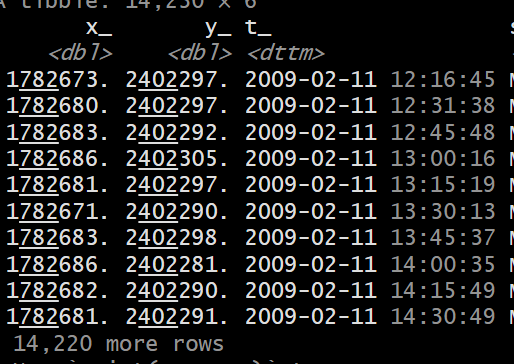 A tibble: 14,230 × 6
x_ y_ t_
<dbl> <dbl> <dttm>
1782673. 2402297. 2009-02-11 12:16:45
1782680. 2402297. 2009-02-11 12:31:38
1782683. 2402292. 2009-02-11 12:45:48
1782686. 2402305. 2009-02-11 13:00:16
1782681. 2402297. 2009-02-11 13:15:19
1782671. 2402290. 2009-02-11 13:30:13
1782683. 2402298. 2009-02-11 13:45:37
1782686. 2402281. 2009-02-11 14:00:35
1782682. 2402290. 2009-02-11 14:15:49
1782681. 2402291. 2009-02-11 14:30:49
14,220 more rows